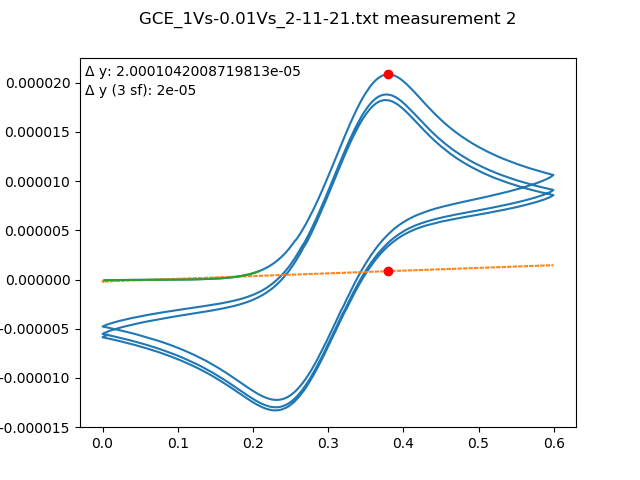 GCE_1Vs-0.01Vs_2-11-21.txt measurement 2
Δ y: 2.0001042008719813e-05
Δ y (3 sf): 2e-05
0.000020
0.000015
0.000010
0.000005
0.000000
-0.000005
-0.000010
-0.000015
0.0 0.1 0.2 0.3 0.4 0.5 0.6